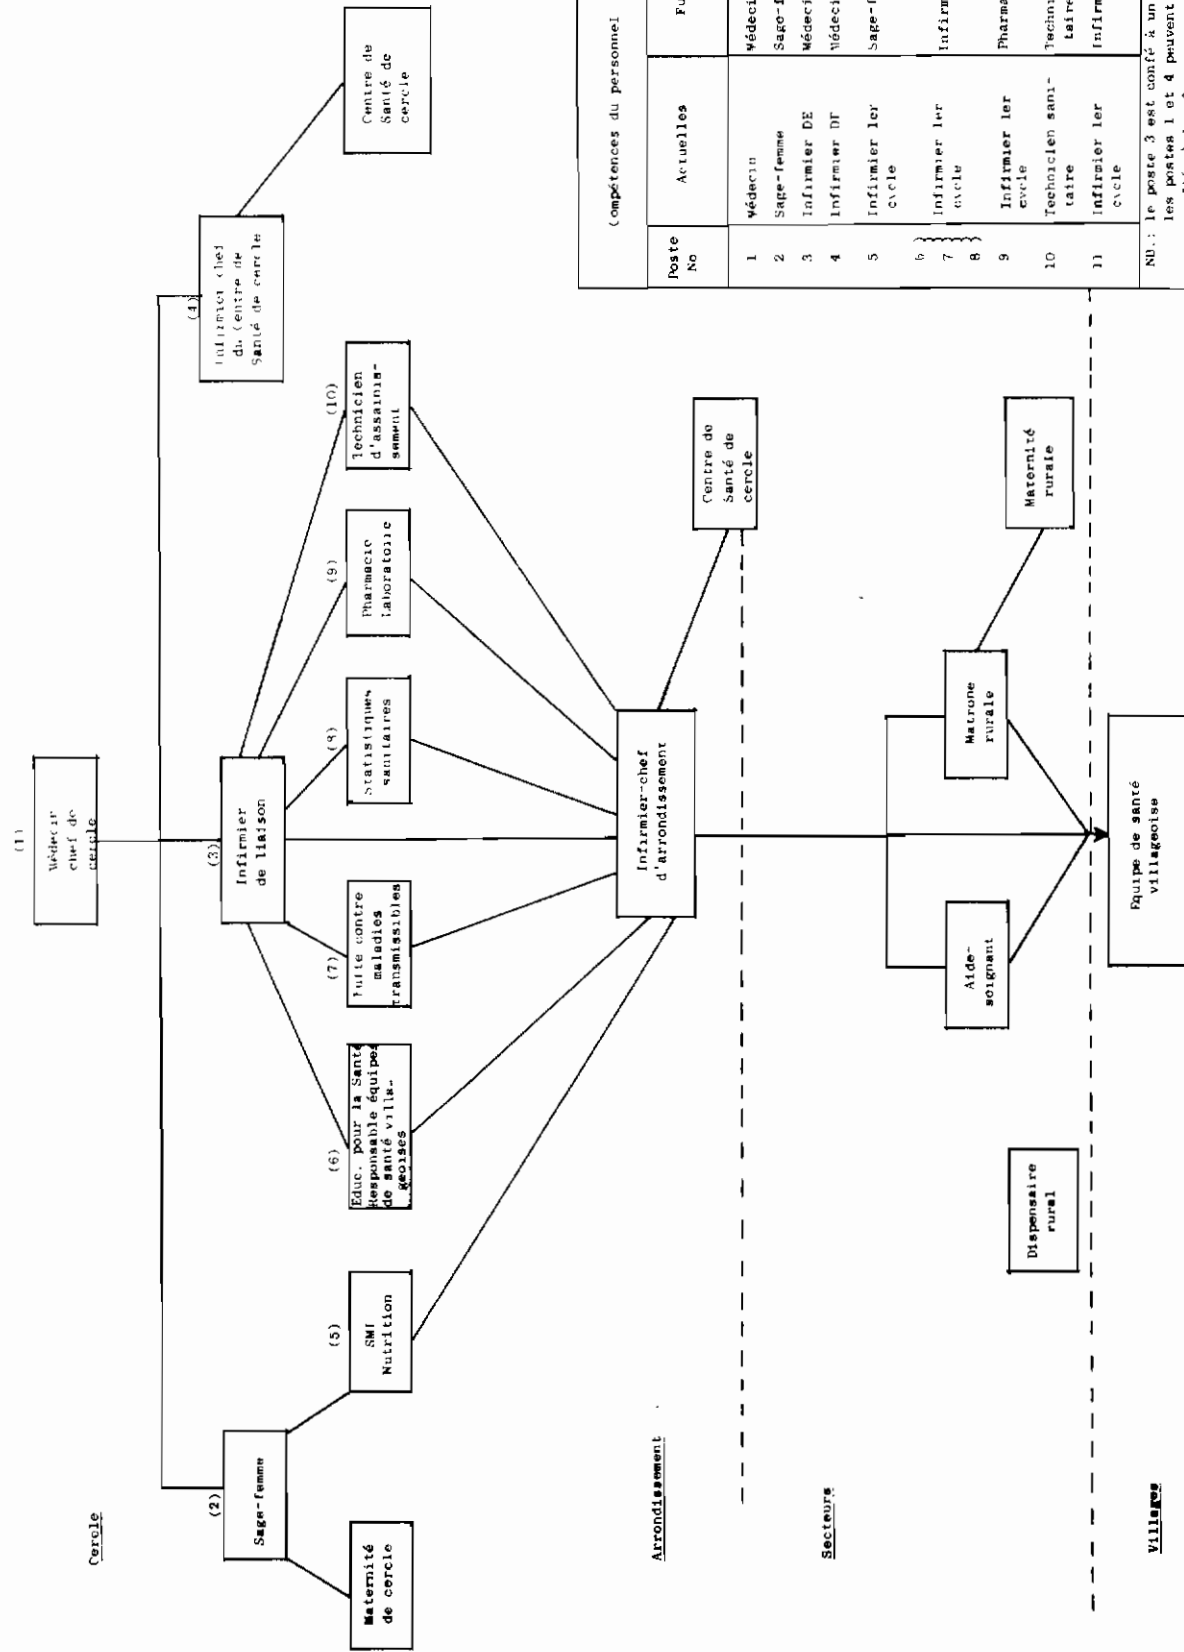 Cercle
(1)
Médecin
chef de
cercle
(2)
Sage-femme
(3)
Infirmier
de liaison
(4)
Infirmier chef
du Centre de
Santé de cercle
Maternité
de cercle
(5)
SMI
Nutrition
(6)
Educ. pour la Santé
Responsable équipes
de santé villa-
geoises
(7)
Lutte contre
maladies
transmissibles
(8)
Statistiques
sanitaires
(9)
Pharmacie
Laboratoire
(10)
Technicien
d'assainis-
sement
Centre de
Santé de
cercle
Arrondissement
Infirmier-chef
d'arrondissement
Centre de
Santé de
cercle
Secteurs
Aide-
soignant
Matrone
rurale
Dispensaire
rural
Maternité
rurale
Villages
Equipe de santé
villageoise
Compétences du personnel
Poste
No
Actuelles
Fu
1 Médecin Médeci
2 Sage-femme Sage-f
3 Infirmier DE Médeci
4 Infirmier DE Médeci
5 Infirmier 1er
cycle
Sage-f
6
7
8
Infirmier 1er
cycle
Infirm
9 Infirmier 1er
cycle
Pharma
10 Technicien sani-
taire
Techni
taire
11 Infirmier 1er
cycle
Infirm
NB.: le poste 3 est confé à un
les postes 1 et 4 peuvent